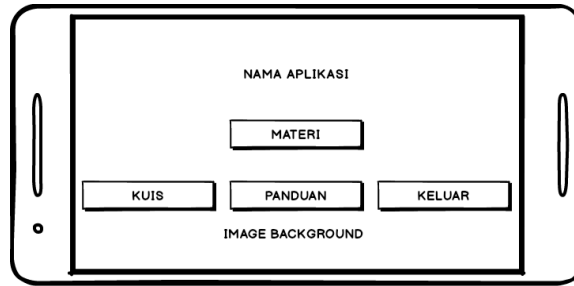 NAMA APLIKASI
MATERI
KUIS
PANDUAN
KELUAR
IMAGE BACKGROUND